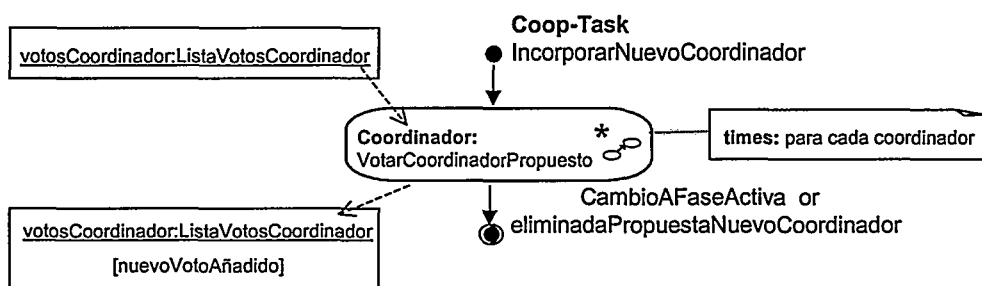 Coop-Task
IncorporarNuevoCoordinador
votosCoordinador:ListaVotosCoordinador
Coordinador:
VotarCoordinadorPropuesto
*
times: para cada coordinador
CambioAFaseActiva or
eliminadaPropuestaNuevoCoordinador
votosCoordinador:ListaVotosCoordinador
[nuevoVotoAñadido]